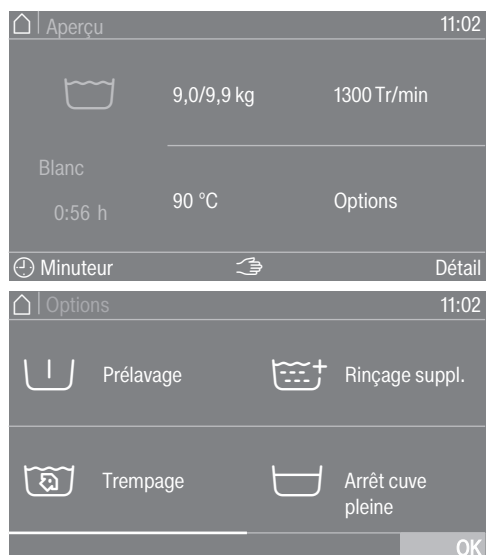 Aperçu 11:02
9,0/9,9 kg 1300 Tr/min
Blanc
0:56 h
90 °C Options
Minuteur Détail
Options 11:02
Prélavage Rinçage suppl.
Trempage Arrêt cuve
pleine
OK